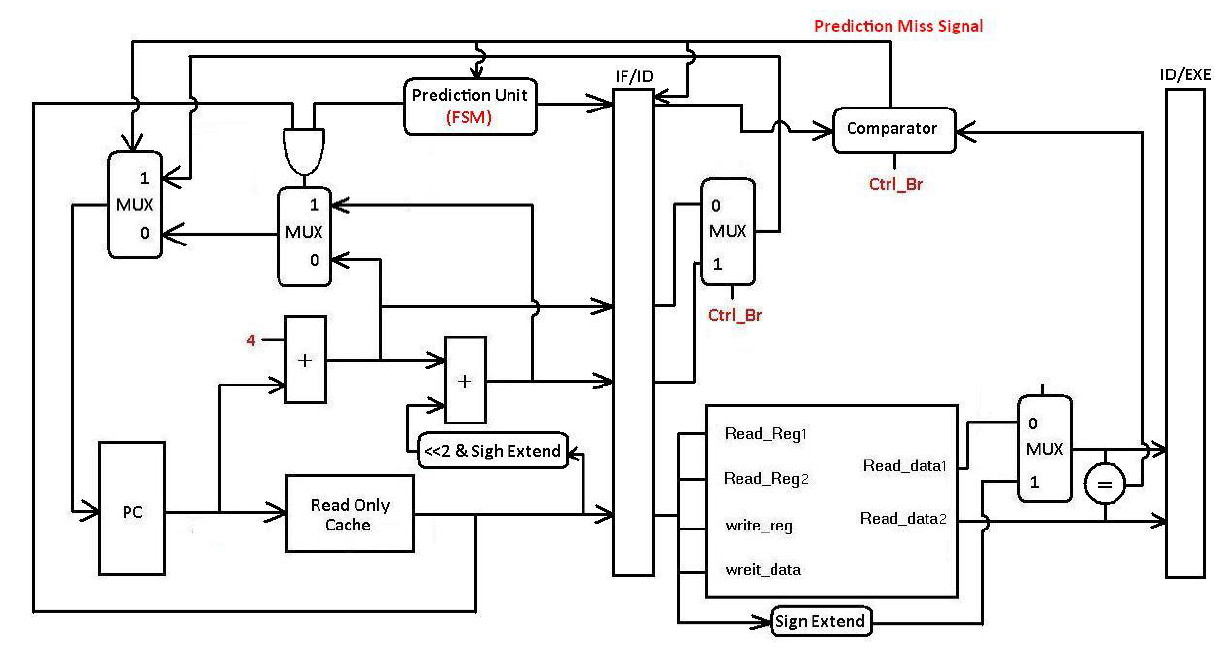 Prediction Miss Signal
IF/ID
ID/EXE
Prediction Unit
(FSM)
Comparator
Ctrl_Br
1
MUX
0
1
MUX
0
0
MUX
1
Ctrl_Br
4
+
+
<<2 & Sigh Extend
PC
Read Only
Cache
Read_Reg1
Read_Reg2
write_reg
wreit_data
Read_data1
Read_data2
0
MUX
1
=
Sign Extend